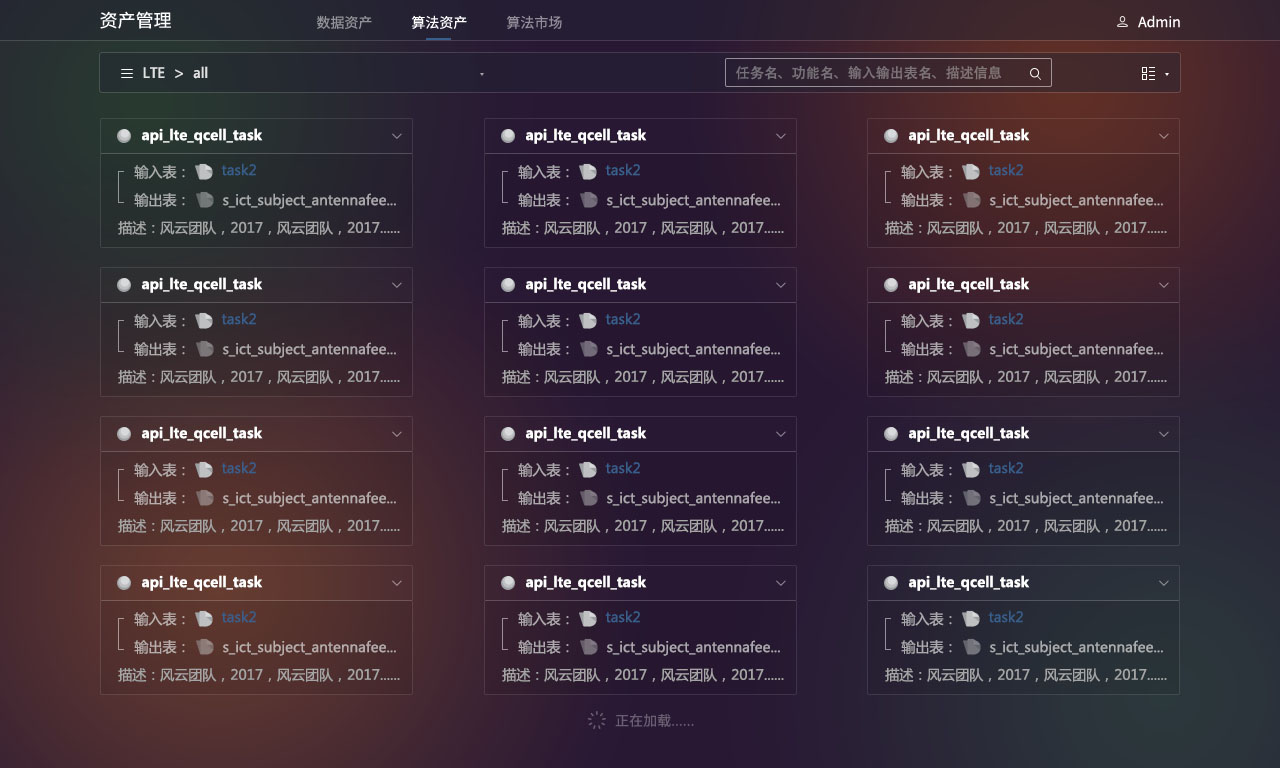 资产管理 数据资产 算法资产 算法市场 Admin
LTE > all 任务名、功能名、输入输出表名、描述信息
api_lte_qcell_task api_lte_qcell_task api_lte_qcell_task
输入表： task2 输入表： task2 输入表： task2
输出表： s_ict_subject_antennafee... 输出表： s_ict_subject_antennafee... 输出表： s_ict_subject_antennafee...
描述：风云团队，2017，风云团队，2017...... 描述：风云团队，2017，风云团队，2017...... 描述：风云团队，2017，风云团队，2017......
api_lte_qcell_task api_lte_qcell_task api_lte_qcell_task
输入表： task2 输入表： task2 输入表： task2
输出表： s_ict_subject_antennafee... 输出表： s_ict_subject_antennafee... 输出表： s_ict_subject_antennafee...
描述：风云团队，2017，风云团队，2017...... 描述：风云团队，2017，风云团队，2017...... 描述：风云团队，2017，风云团队，2017......
api_lte_qcell_task api_lte_qcell_task api_lte_qcell_task
输入表： task2 输入表： task2 输入表： task2
输出表： s_ict_subject_antennafee... 输出表： s_ict_subject_antennafee... 输出表： s_ict_subject_antennafee...
描述：风云团队，2017，风云团队，2017...... 描述：风云团队，2017，风云团队，2017...... 描述：风云团队，2017，风云团队，2017......
api_lte_qcell_task api_lte_qcell_task api_lte_qcell_task
输入表： task2 输入表： task2 输入表： task2
输出表： s_ict_subject_antennafee... 输出表： s_ict_subject_antennafee... 输出表： s_ict_subject_antennafee...
描述：风云团队，2017，风云团队，2017...... 描述：风云团队，2017，风云团队，2017...... 描述：风云团队，2017，风云团队，2017......
正在加载......